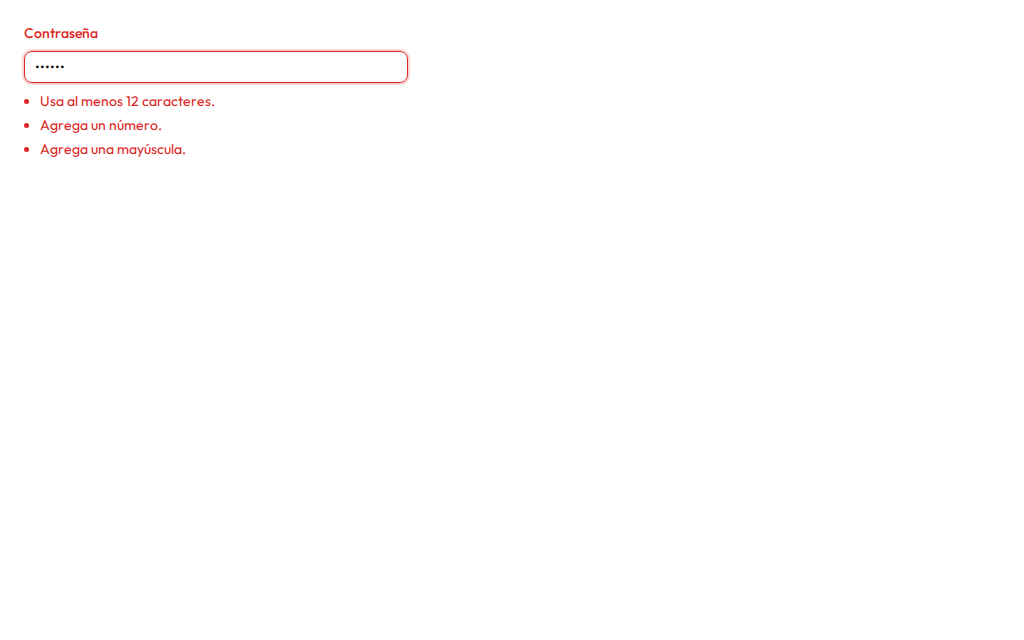 Contraseña
••••••
Usa al menos 12 caracteres.
Agrega un número.
Agrega una mayúscula.